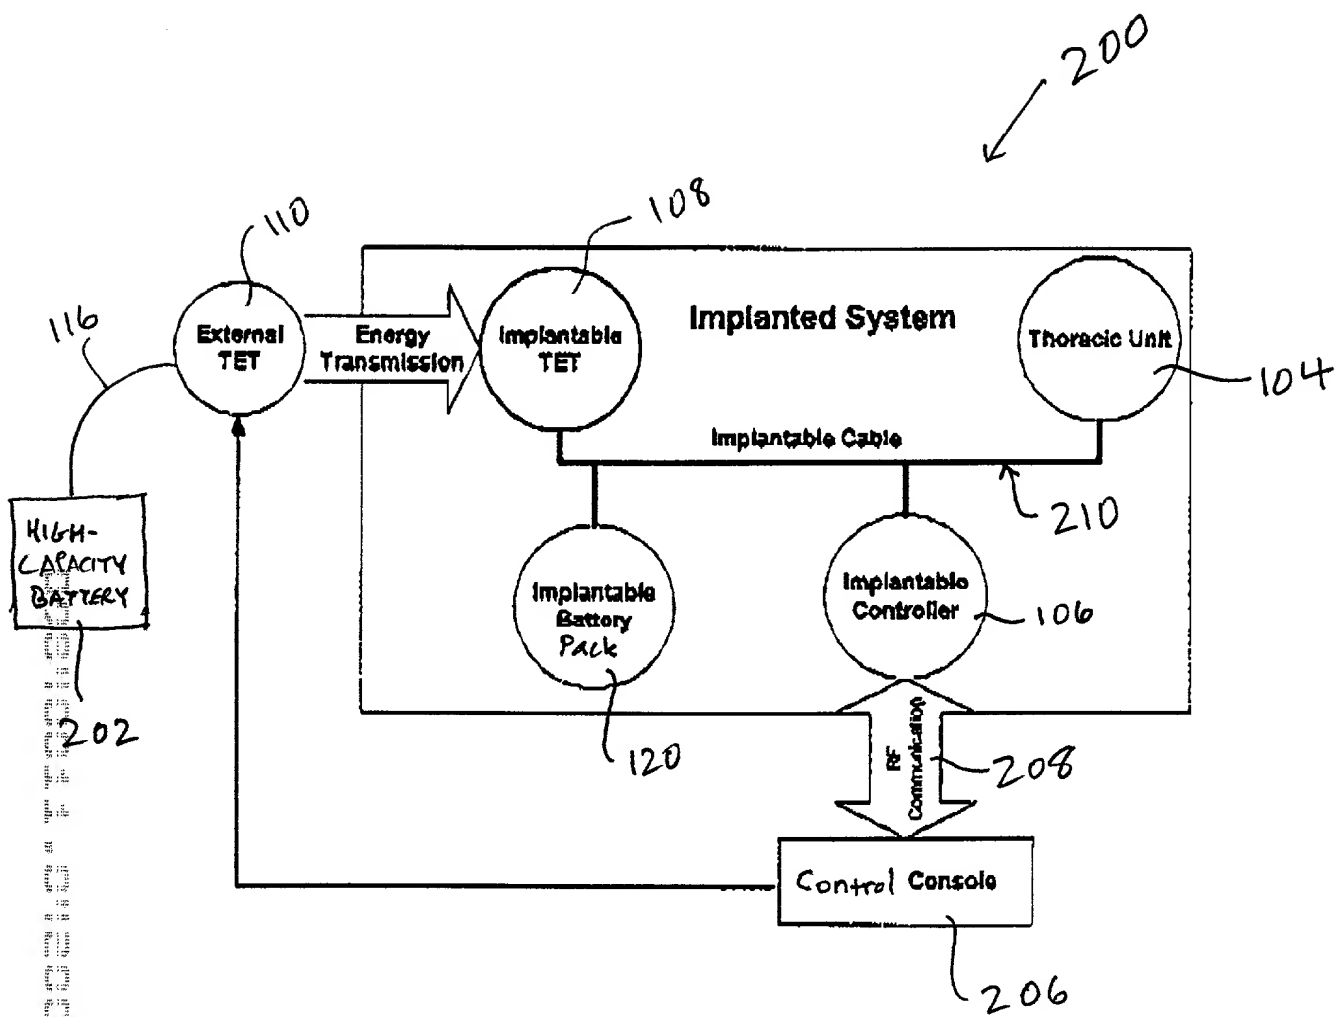 200
110
108
116
External
TET
Energy
Transmission
Implantable
TET
Implanted System
Thoracic Unit
104
Implantable Cable
210
HIGH-
CAPACITY
BATTERY
202
Implantable
Battery
Pack
120
Implantable
Controller
106
RF
Communication
208
Control Console
206